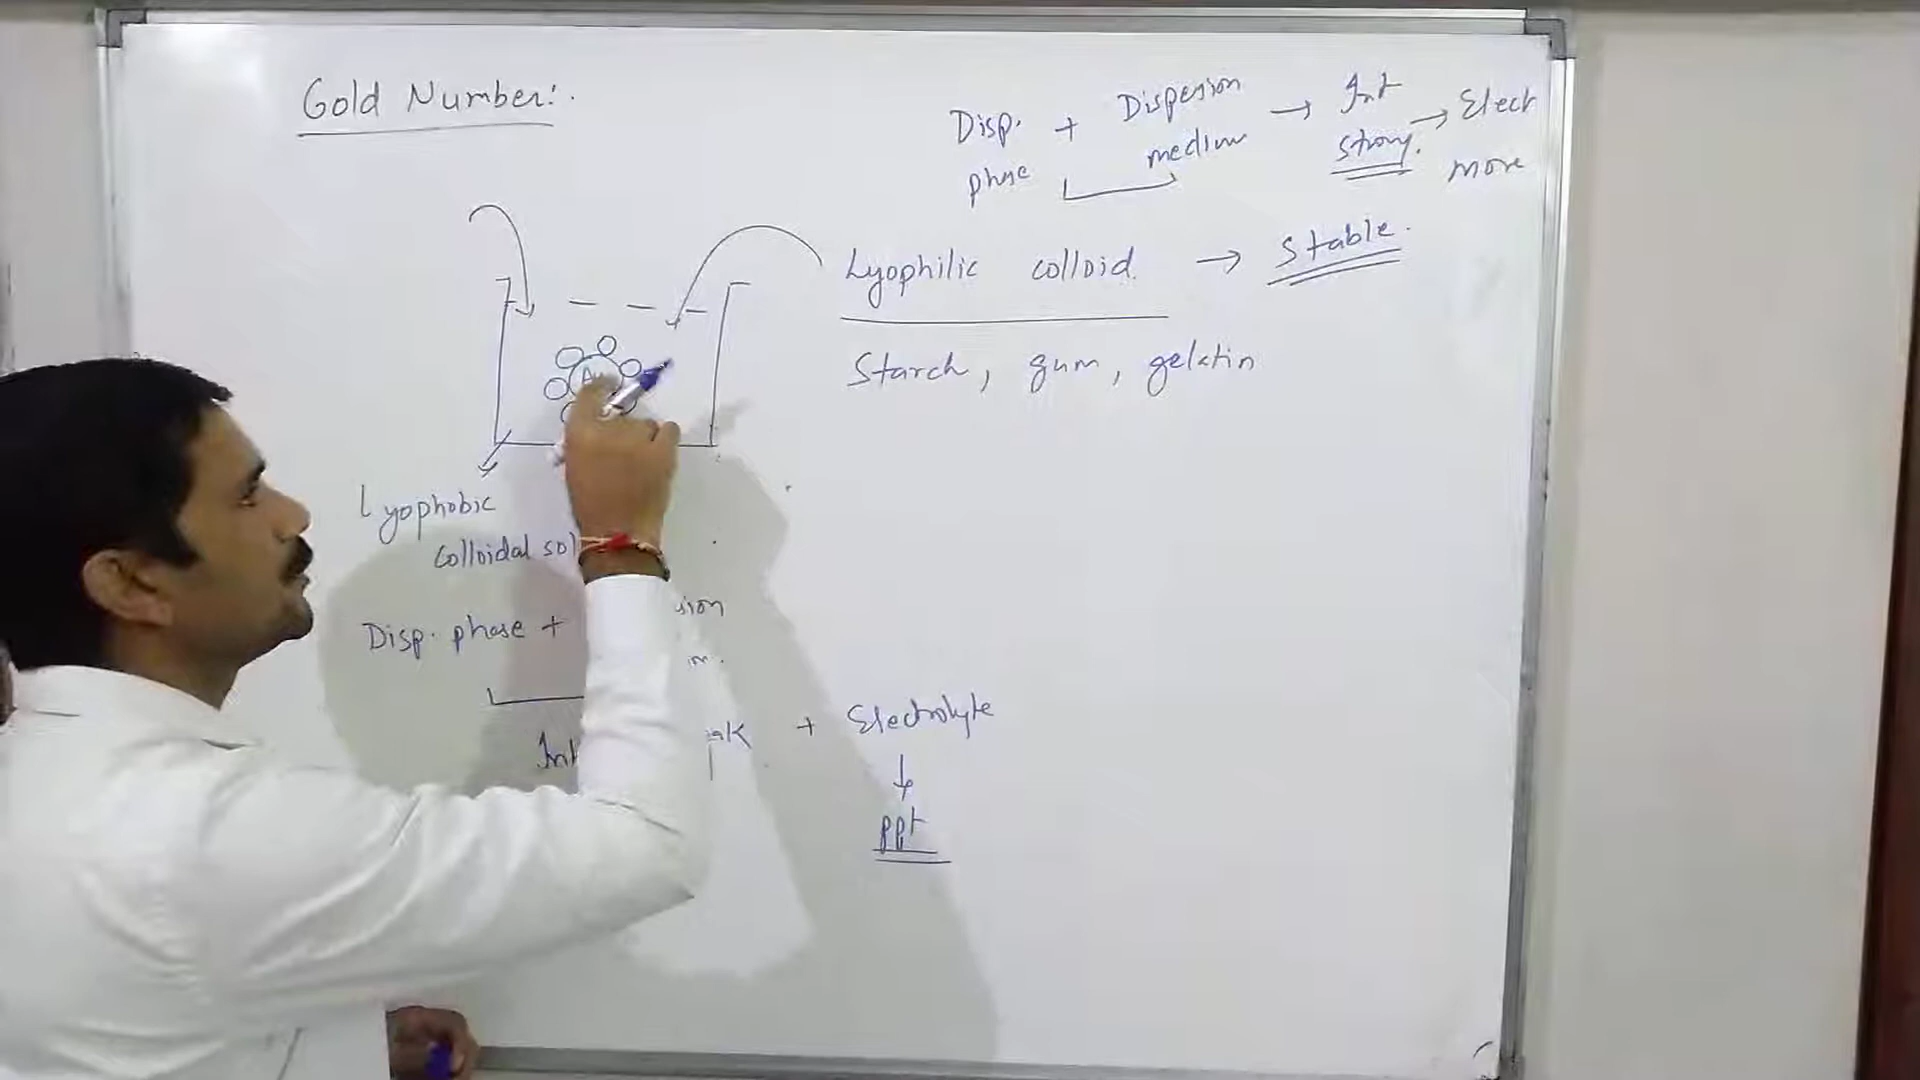 Gold Number:.
Disp. + Dispersion → Int → Elect
phase medium strong. more
Lyophilic colloid. → Stable.
Starch, gum, gelatin
Au
Lyophobic
Colloidal sol
Disp. phase +
+ Electrolyte
ppt